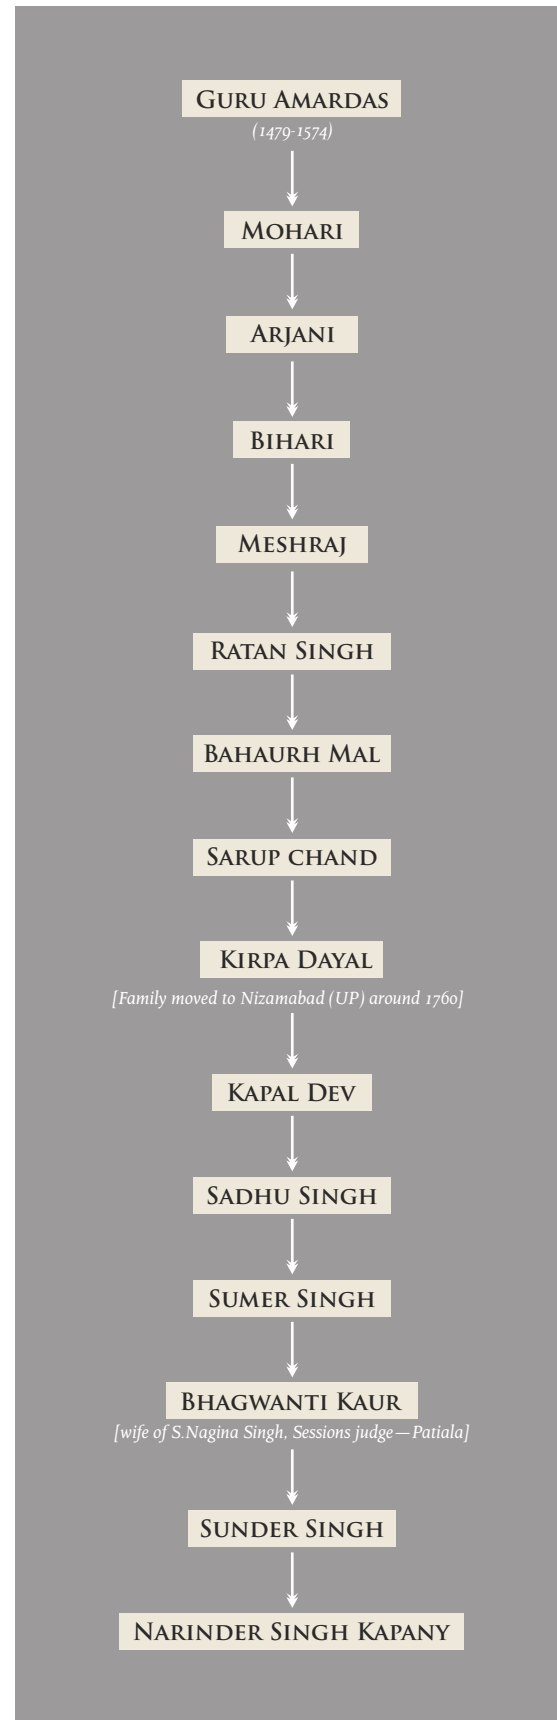 Guru Amardas
(1479-1574)
Mohari
Arjani
Bihari
Meshraj
Ratan Singh
Bahaurh Mal
Sarup chand
Kirpa Dayal
[Family moved to Nizamabad (UP) around 1760]
Kapal Dev
Sadhu Singh
Sumer Singh
Bhagwanti Kaur
[wife of S.Nagina Singh, Sessions judge—Patiala]
Sunder Singh
Narinder Singh Kapany